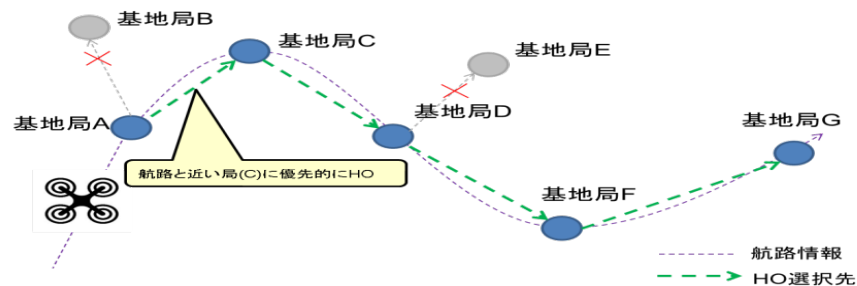 基地局B
基地局C
基地局E
基地局A
基地局D
基地局G
航路と近い局(C)に優先的にHO
基地局F
航路情報
HO選択先